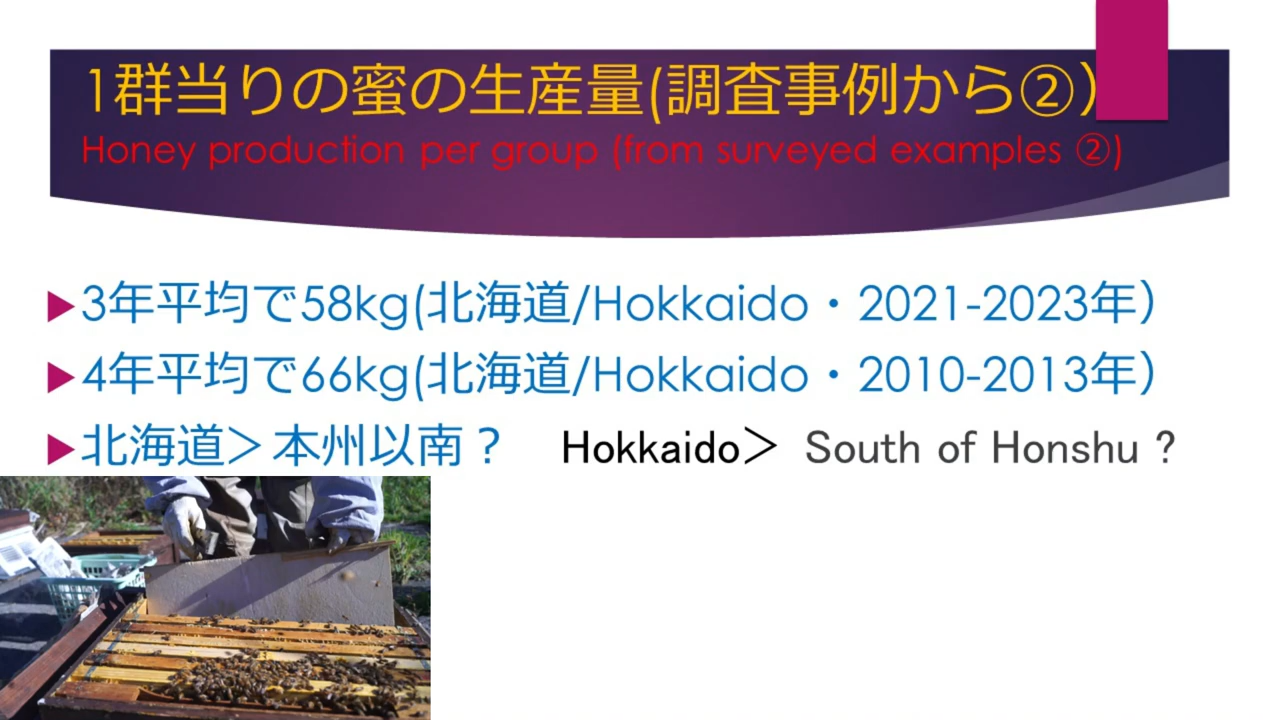 1群当りの蜜の生産量(調査事例から②）
Honey production per group (from surveyed examples ②)
3年平均で58kg(北海道/Hokkaido・2021-2023年）
4年平均で66kg(北海道/Hokkaido・2010-2013年）
北海道＞本州以南？　Hokkaido＞ South of Honshu ?